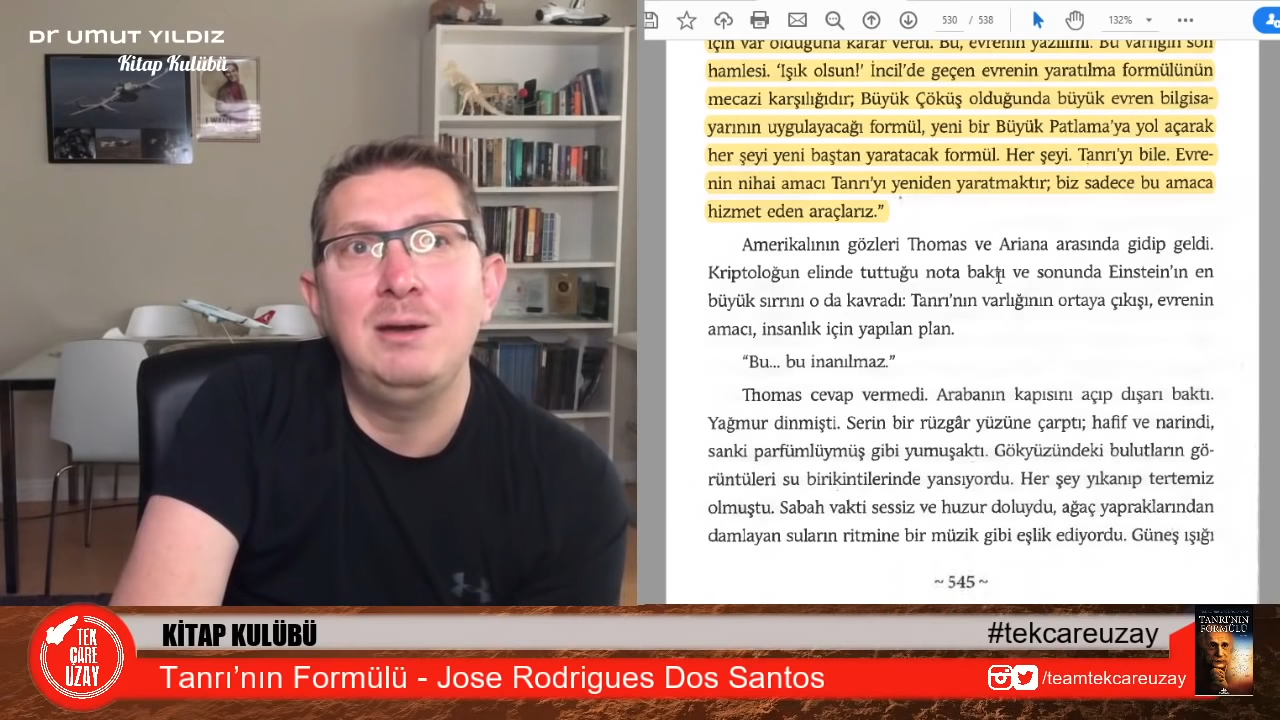 Dr UMUT YILDIZ
Kitap Kulübü
530 / 538
132%
için var olduğuna karar verdi. Bu, evrenin yazılımı. Bu varlığın son
hamlesi. ‘Işık olsun!’ İncil’de geçen evrenin yaratılma formülünün
mecazi karşılığıdır; Büyük Çöküş olduğunda büyük evren bilgisa-
yarının uygulayacağı formül, yeni bir Büyük Patlama’ya yol açarak
her şeyi yeni baştan yaratacak formül. Her şeyi. Tanrı’yı bile. Evre-
nin nihai amacı Tanrı’yı yeniden yaratmaktır; biz sadece bu amaca
hizmet eden araçlarız.”
Amerikalının gözleri Thomas ve Ariana arasında gidip geldi.
Kriptoloğun elinde tuttuğu nota baktı ve sonunda Einstein’ın en
büyük sırrını o da kavradı: Tanrı’nın varlığının ortaya çıkışı, evrenin
amacı, insanlık için yapılan plan.
“Bu... bu inanılmaz.”
Thomas cevap vermedi. Arabanın kapısını açıp dışarı baktı.
Yağmur dinmişti. Serin bir rüzgâr yüzüne çarptı; hafif ve narindi,
sanki parfümlüymüş gibi yumuşaktı. Gökyüzündeki bulutların gö-
rüntüleri su birikintilerinde yansıyordu. Her şey yıkanıp tertemiz
olmuştu. Sabah vakti sessiz ve huzur doluydu, ağaç yapraklarından
damlayan suların ritmine bir müzik gibi eşlik ediyordu. Güneş ışığı
~ 545 ~
TEK
ÇARE
UZAY
KİTAP KULÜBÜ
#tekcareuzay
Tanrı’nın Formülü - Jose Rodrigues Dos Santos
/teamtekcareuzay
TANRI’NIN
FORMÜLÜ